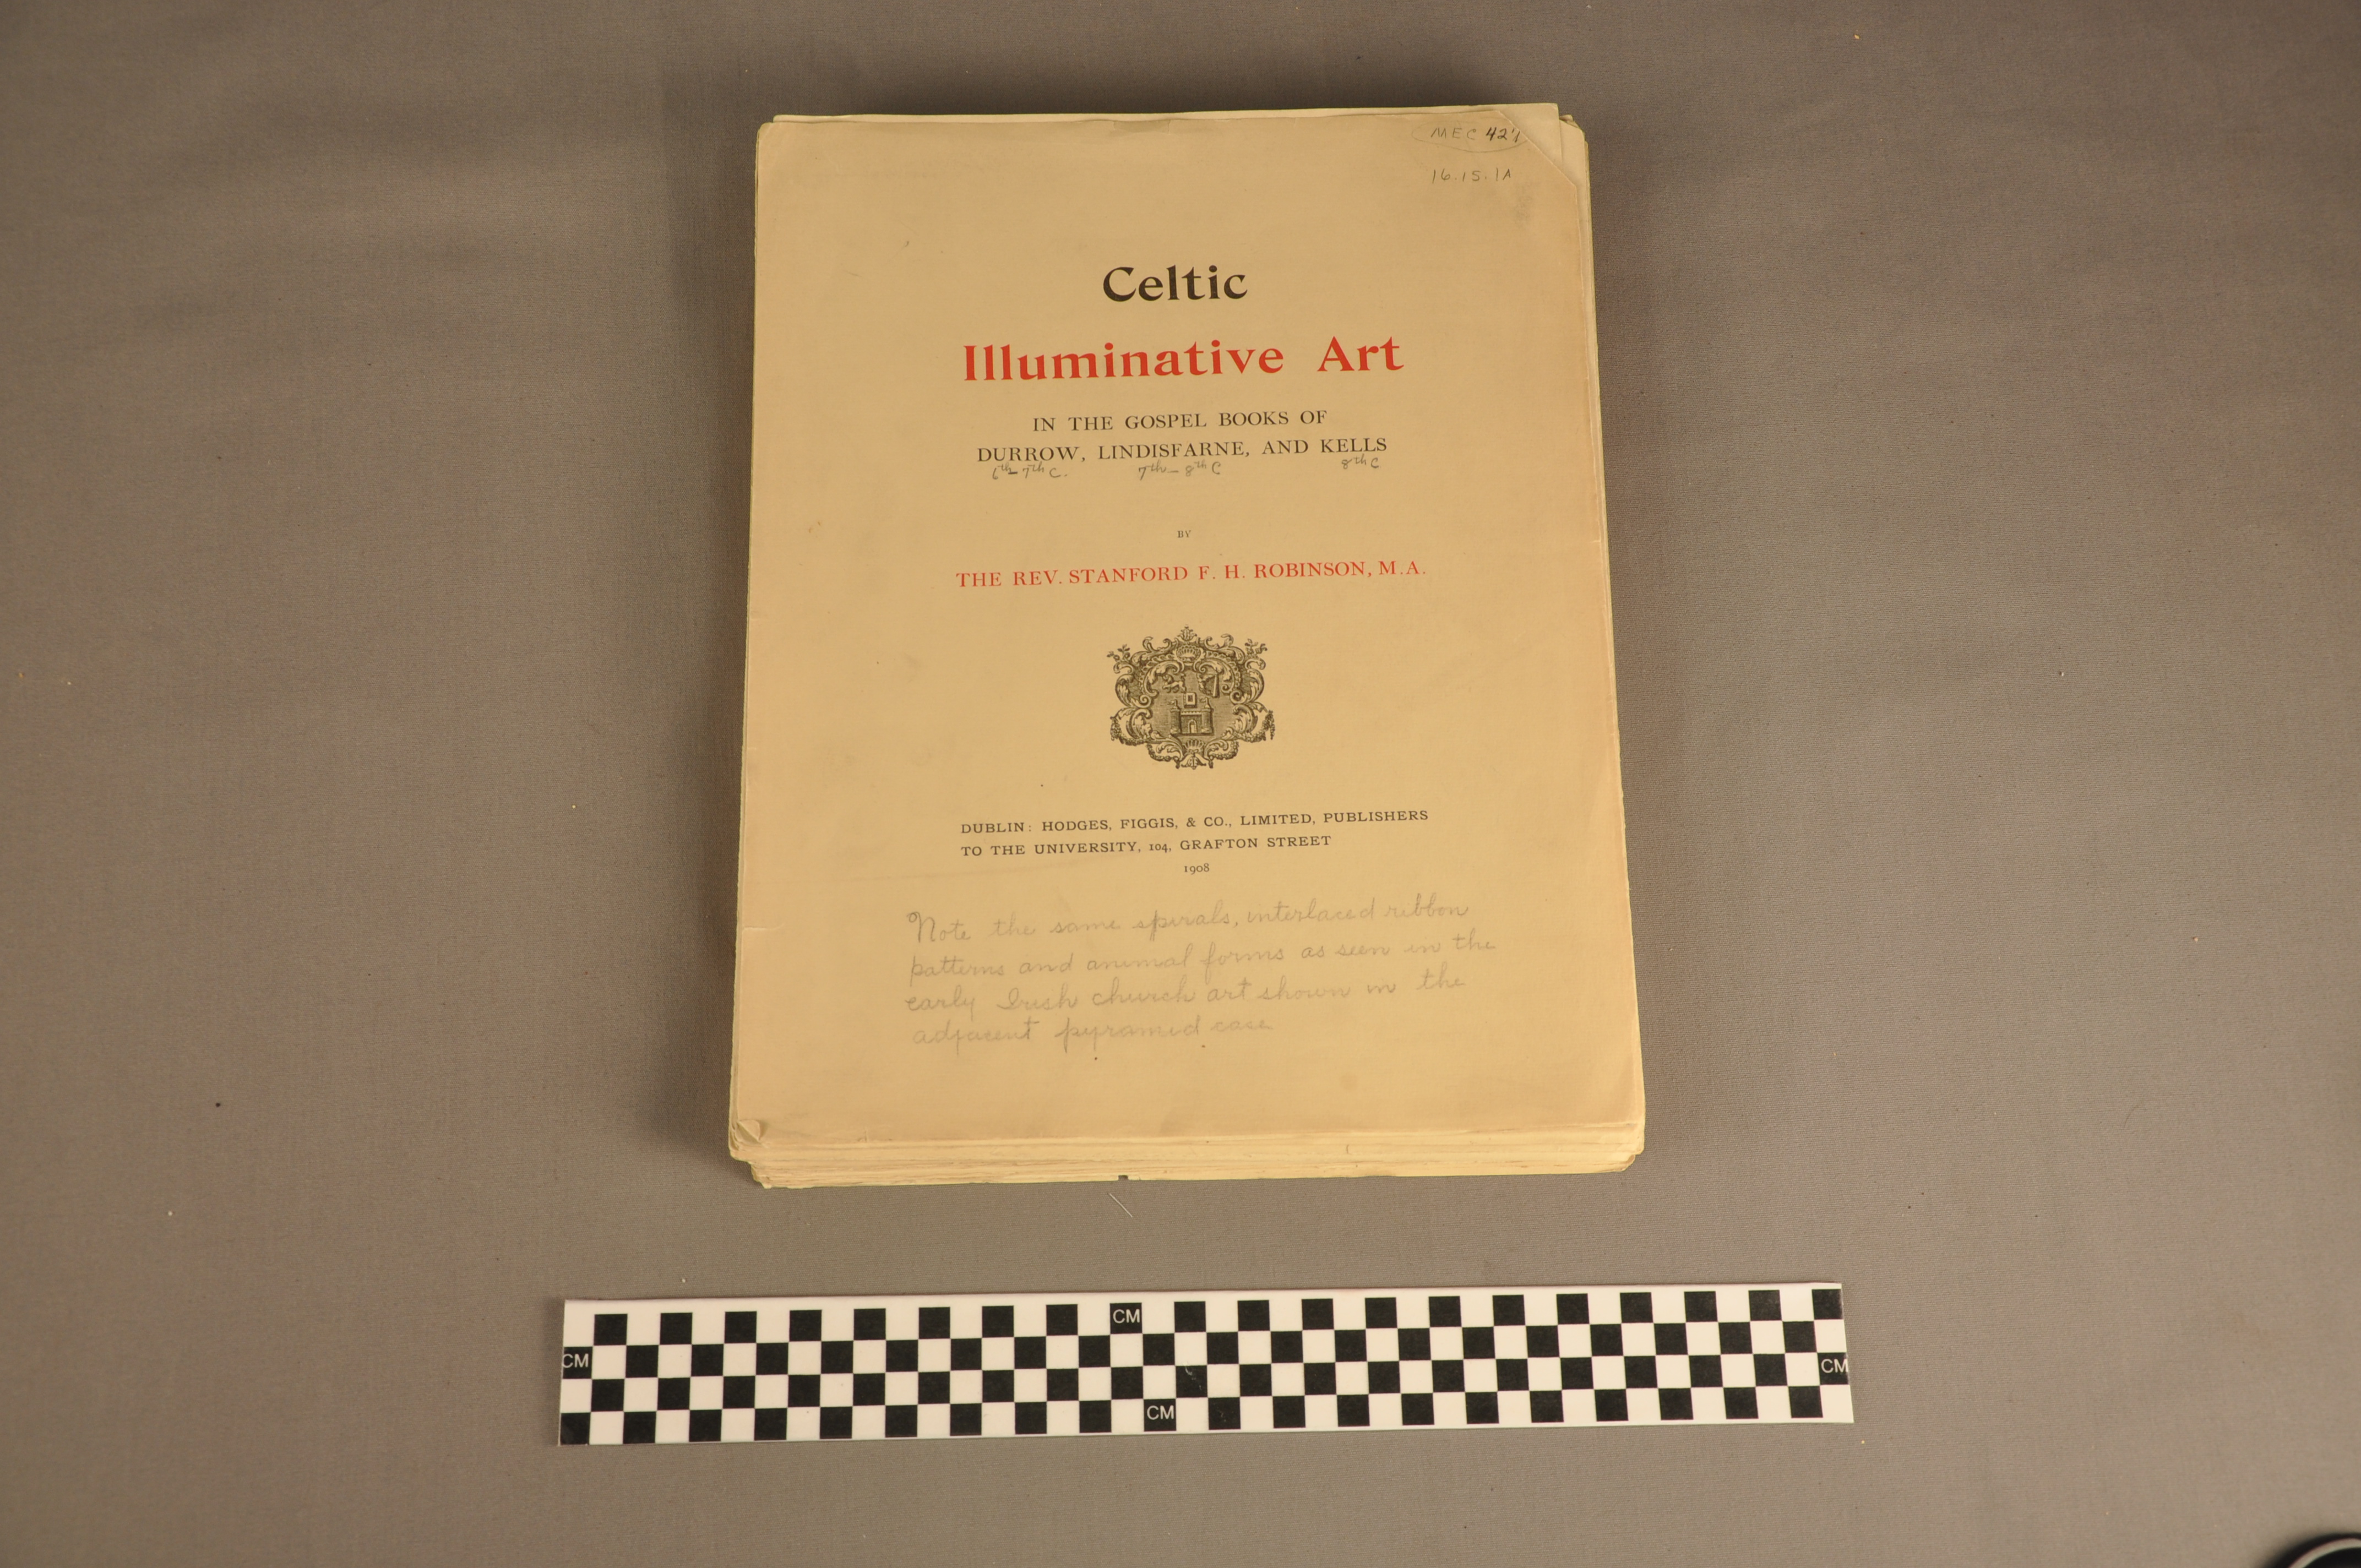 MEC 421
16.15.1A
Celtic
Illuminative Art
IN THE GOSPEL BOOKS OF
DURROW, LINDISFARNE, AND KELLS
6th–7th C. 7th–8th C 8th C
BY
THE REV. STANFORD F. H. ROBINSON, M.A.
DUBLIN: HODGES, FIGGIS, & CO., LIMITED, PUBLISHERS
TO THE UNIVERSITY, 104, GRAFTON STREET
1908
Note the same spirals, interlaced ribbon
patterns and animal forms as seen in the
early Irish church art shown in the
adjacent pyramid case
CM
CM
CM
CM